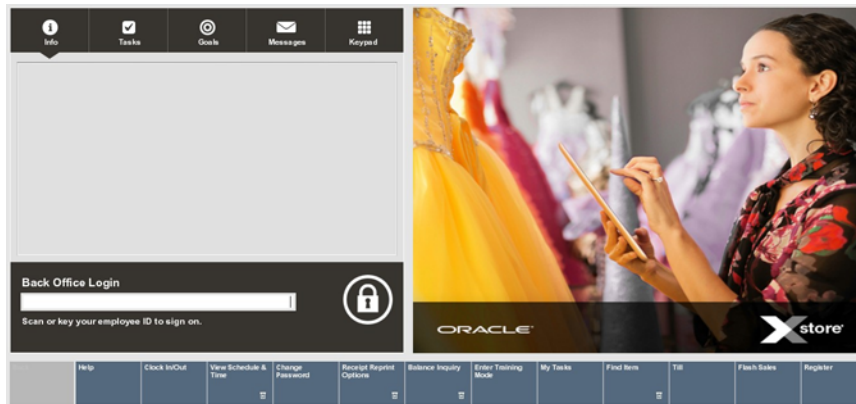 Info
Tasks
Goals
Messages
Keypad
Back Office Login
Scan or key your employee ID to sign on.
ORACLE
Xstore
Help
Clock In/Out
View Schedule &
Time
Change
Password
Receipt Reprint
Options
Balance Inquiry
Enter Training
Mode
My Tasks
Find Item
Till
Flash Sales
Register